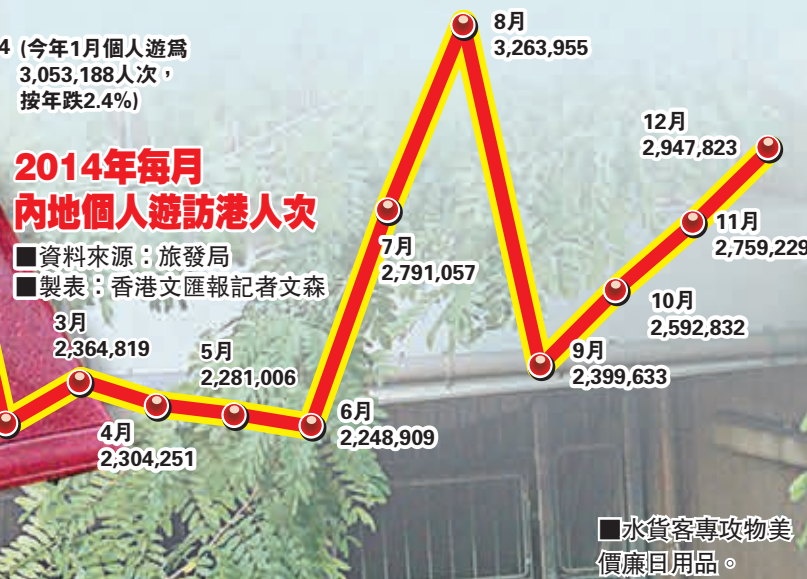 4 (今年1月個人遊爲
3,053,188人次，
按年跌2.4%)
2014年每月
內地個人遊訪港人次
■資料來源：旅發局
■製表：香港文匯報記者文森
3月
2,364,819
4月
2,304,251
5月
2,281,006
6月
2,248,909
7月
2,791,057
8月
3,263,955
9月
2,399,633
10月
2,592,832
11月
2,759,229
12月
2,947,823
■水貨客專攻物美
價廉日用品。